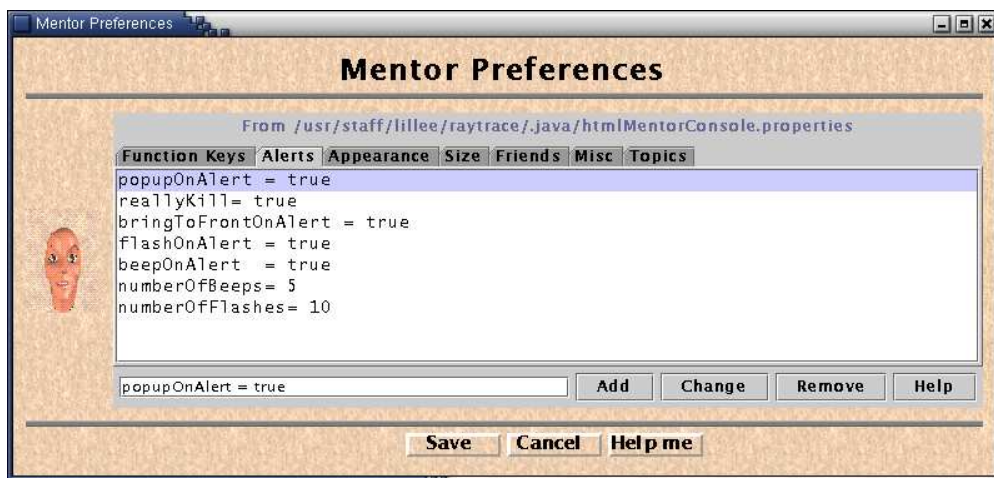 Mentor Preferences
Mentor Preferences
From /usr/staff/lillee/raytrace/.java/htmlMentorConsole.properties
Function Keys Alerts Appearance Size Friends Misc Topics
popupOnAlert = true
reallyKill= true
bringToFrontOnAlert = true
flashOnAlert = true
beepOnAlert  = true
numberOfBeeps= 5
numberOfFlashes= 10
popupOnAlert = true Add Change Remove Help
Save Cancel Help me